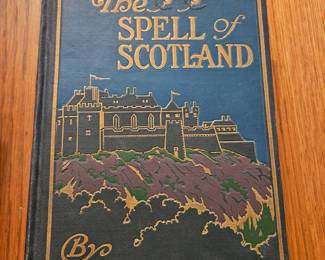 The
SPELL of
SCOTLAND
By